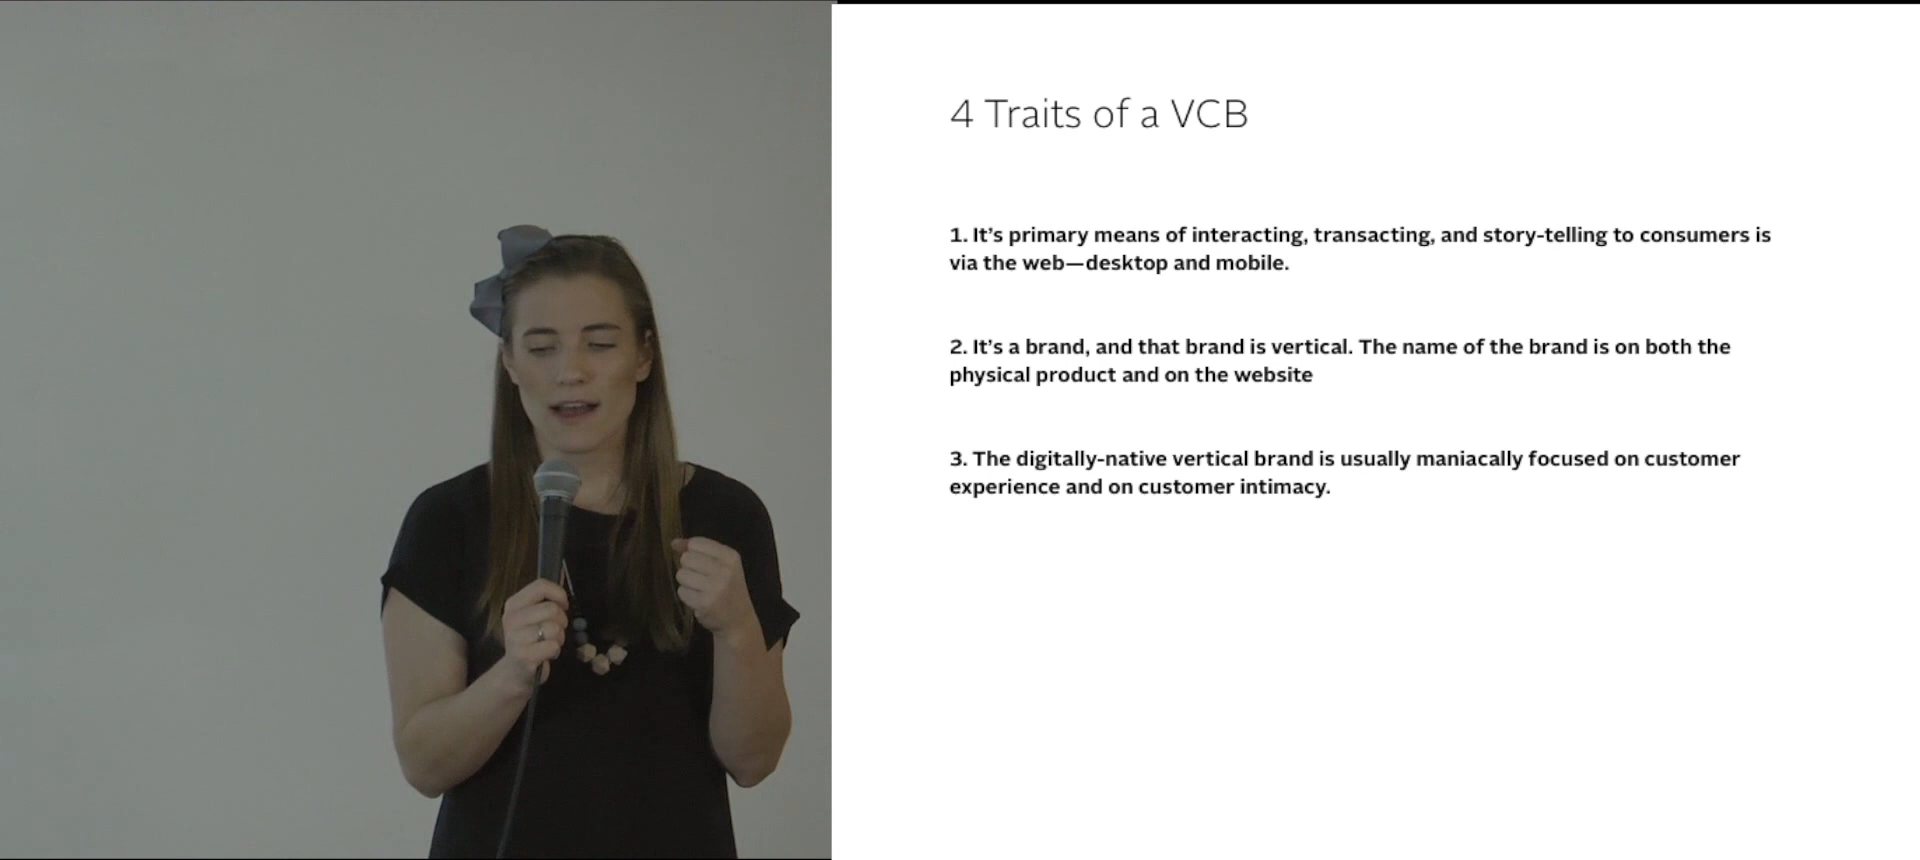 4 Traits of a VCB
1. It’s primary means of interacting, transacting, and story-telling to consumers is
via the web—desktop and mobile.
2. It’s a brand, and that brand is vertical. The name of the brand is on both the
physical product and on the website
3. The digitally-native vertical brand is usually maniacally focused on customer
experience and on customer intimacy.